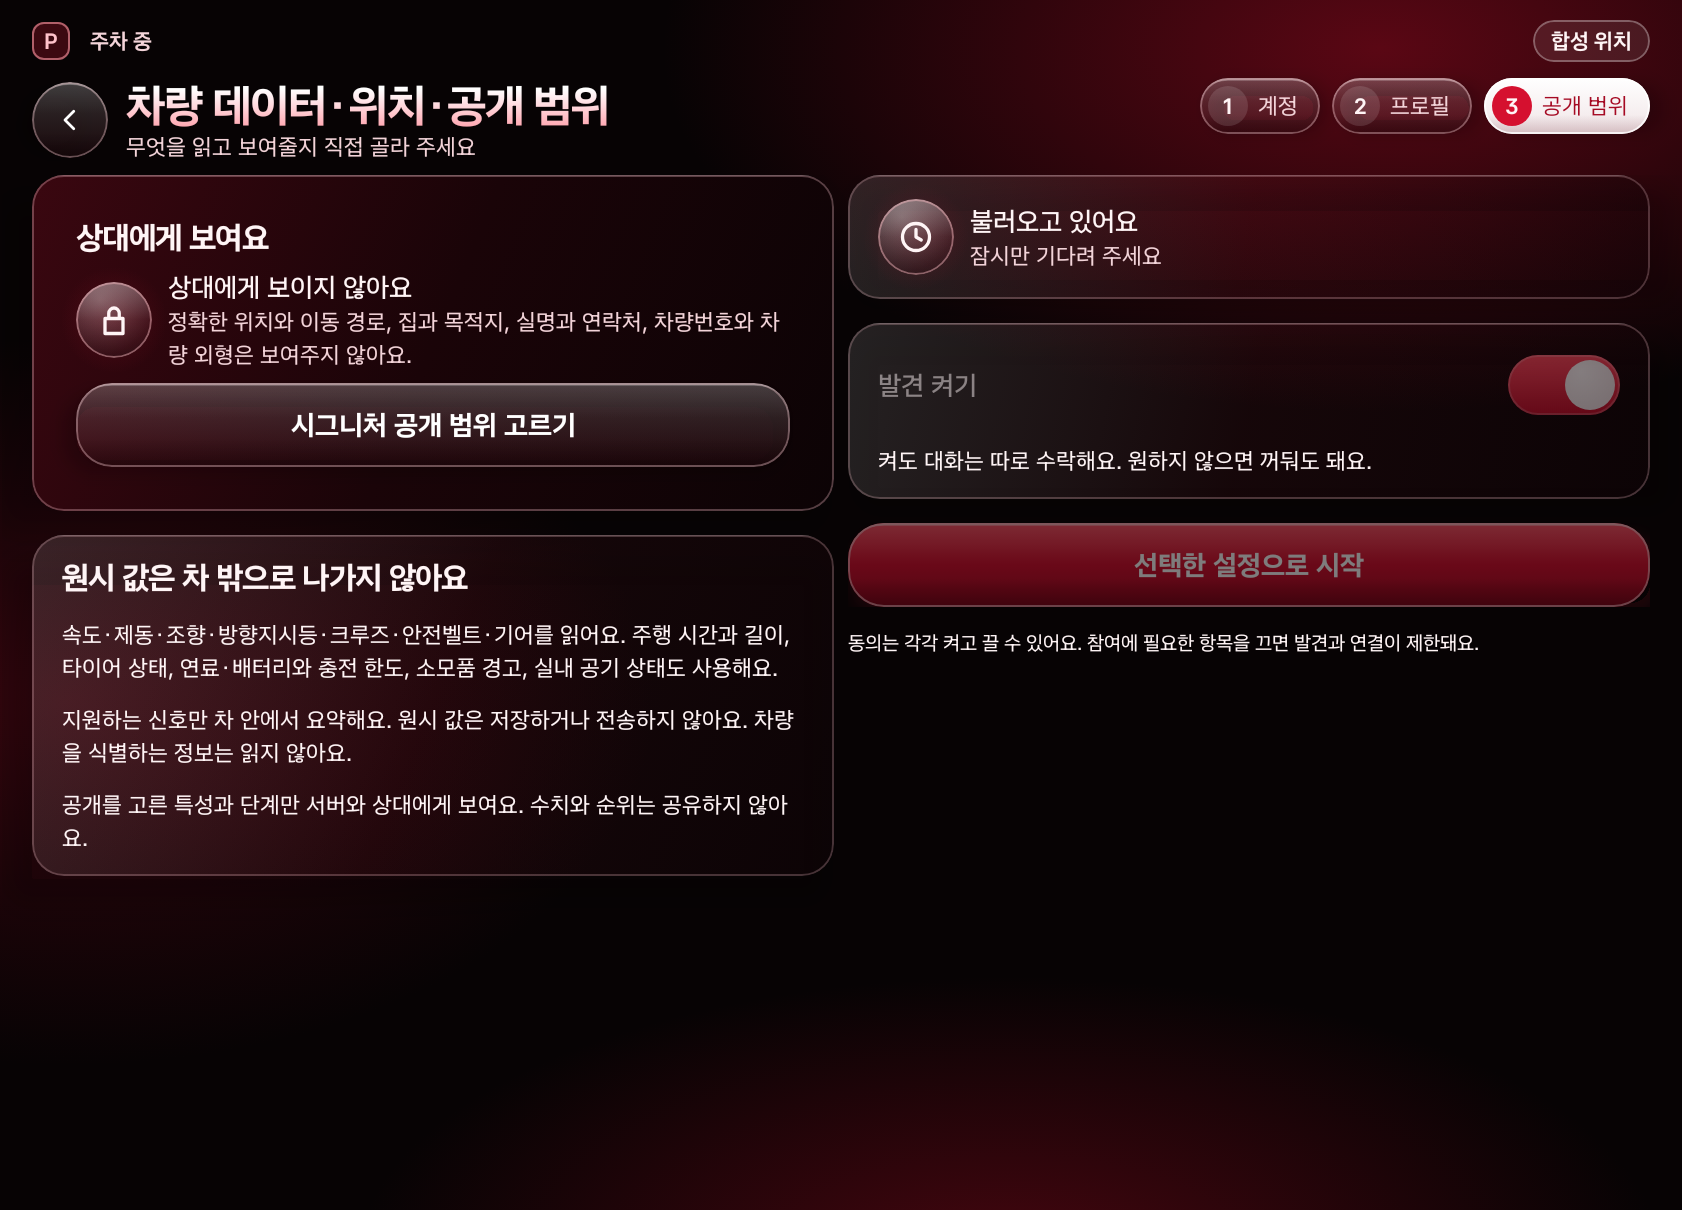 P 주차 중
합성 위치
차량 데이터·위치·공개 범위
무엇을 읽고 보여줄지 직접 골라 주세요
1 계정
2 프로필
3 공개 범위
상대에게 보여요
상대에게 보이지 않아요
정확한 위치와 이동 경로, 집과 목적지, 실명과 연락처, 차량번호와 차
량 외형은 보여주지 않아요.
시그니처 공개 범위 고르기
원시 값은 차 밖으로 나가지 않아요
속도·제동·조향·방향지시등·크루즈·안전벨트·기어를 읽어요. 주행 시간과 길이,
타이어 상태, 연료·배터리와 충전 한도, 소모품 경고, 실내 공기 상태도 사용해요.
지원하는 신호만 차 안에서 요약해요. 원시 값은 저장하거나 전송하지 않아요. 차량
을 식별하는 정보는 읽지 않아요.
공개를 고른 특성과 단계만 서버와 상대에게 보여요. 수치와 순위는 공유하지 않아
요.
불러오고 있어요
잠시만 기다려 주세요
발견 켜기
켜도 대화는 따로 수락해요. 원하지 않으면 꺼둬도 돼요.
선택한 설정으로 시작
동의는 각각 켜고 끌 수 있어요. 참여에 필요한 항목을 끄면 발견과 연결이 제한돼요.